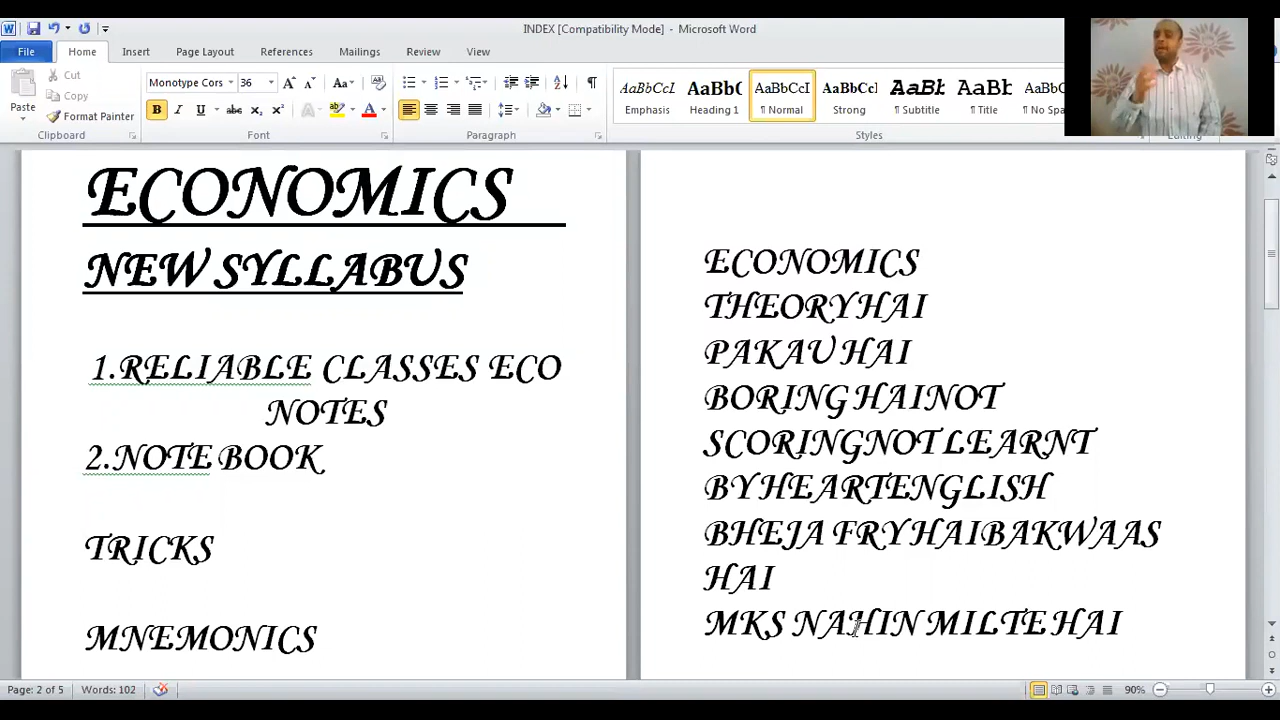 INDEX [Compatibility Mode] - Microsoft Word
File Home Insert Page Layout References Mailings Review View
Paste Cut Copy Format Painter
Clipboard
Monotype Cors 36
Font
Paragraph
AaBbCcI AaBbC AaBbCcI AaBbCcI AaBb AaBb AaBbC
Emphasis Heading 1 ¶ Normal Strong ¶ Subtitle ¶ Title ¶ No Spa
Styles
Editing
ECONOMICS
NEW SYLLABUS
1.RELIABLE CLASSES ECO
NOTES
2.NOTE BOOK
TRICKS
MNEMONICS
ECONOMICS
THEORY HAI
PAKAU HAI
BORING HAI NOT
SCORING NOT LEARNT
BY HEART ENGLISH
BHEJA FRY HAI BAKWAAS
HAI
MKS NAHIN MILTE HAI
Page: 2 of 5 Words: 102 90%